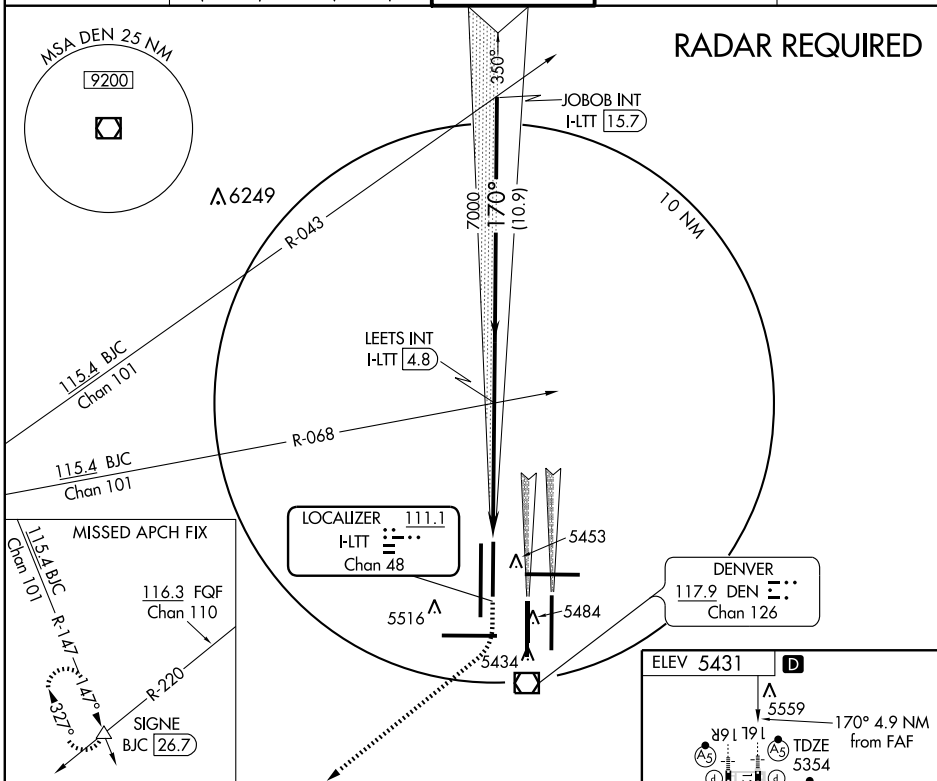 MSA DEN 25 NM
9200
RADAR REQUIRED
350°
JOBOB INT
I-LTT 15.7
6249
R-043
7000
170°
(10.9)
10 NM
LEETS INT
I-LTT 4.8
115.4 BJC
Chan 101
R-068
115.4 BJC
Chan 101
LOCALIZER 111.1
I-LTT
Chan 48
5453
5516
5484
5434
DENVER
117.9 DEN
Chan 126
MISSED APCH FIX
115.4 BJC
Chan 101
R-147
147°
327°
116.3 FQF
Chan 110
R-220
SIGNE
BJC 26.7
ELEV 5431 D
5559
170° 4.9 NM
from FAF
16R
16L
A5
A5
TDZE
5354